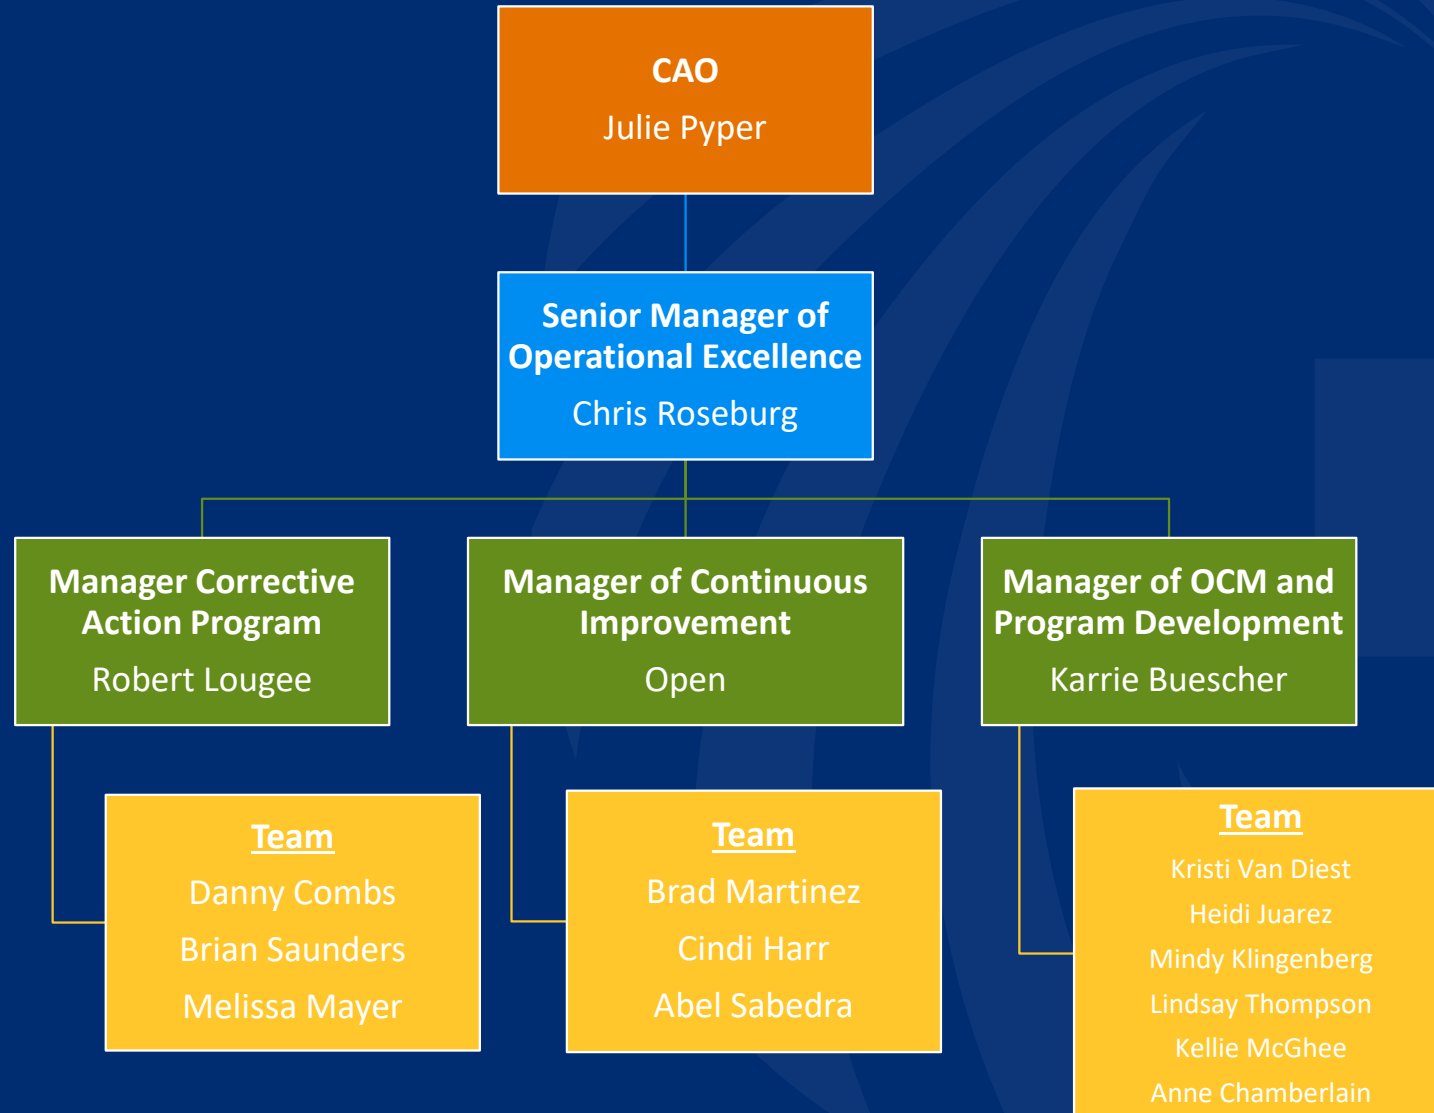 CAO
Julie Pyper
Senior Manager of
Operational Excellence
Chris Roseburg
Manager Corrective
Action Program
Robert Lougee
Manager of Continuous
Improvement
Open
Manager of OCM and
Program Development
Karrie Buescher
Team
Danny Combs
Brian Saunders
Melissa Mayer
Team
Brad Martinez
Cindi Harr
Abel Sabedra
Team
Kristi Van Diest
Heidi Juarez
Mindy Klingenberg
Lindsay Thompson
Kellie McGhee
Anne Chamberlain